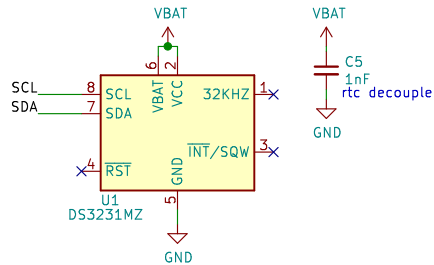 VBAT
VBAT
6
2
C5
1nF
rtc decouple
GND
SCL
8
SCL
VBAT
VCC
32KHZ
1
SDA
7
SDA
INT/SQW
3
4
RST
GND
U1
DS3231MZ
5
GND